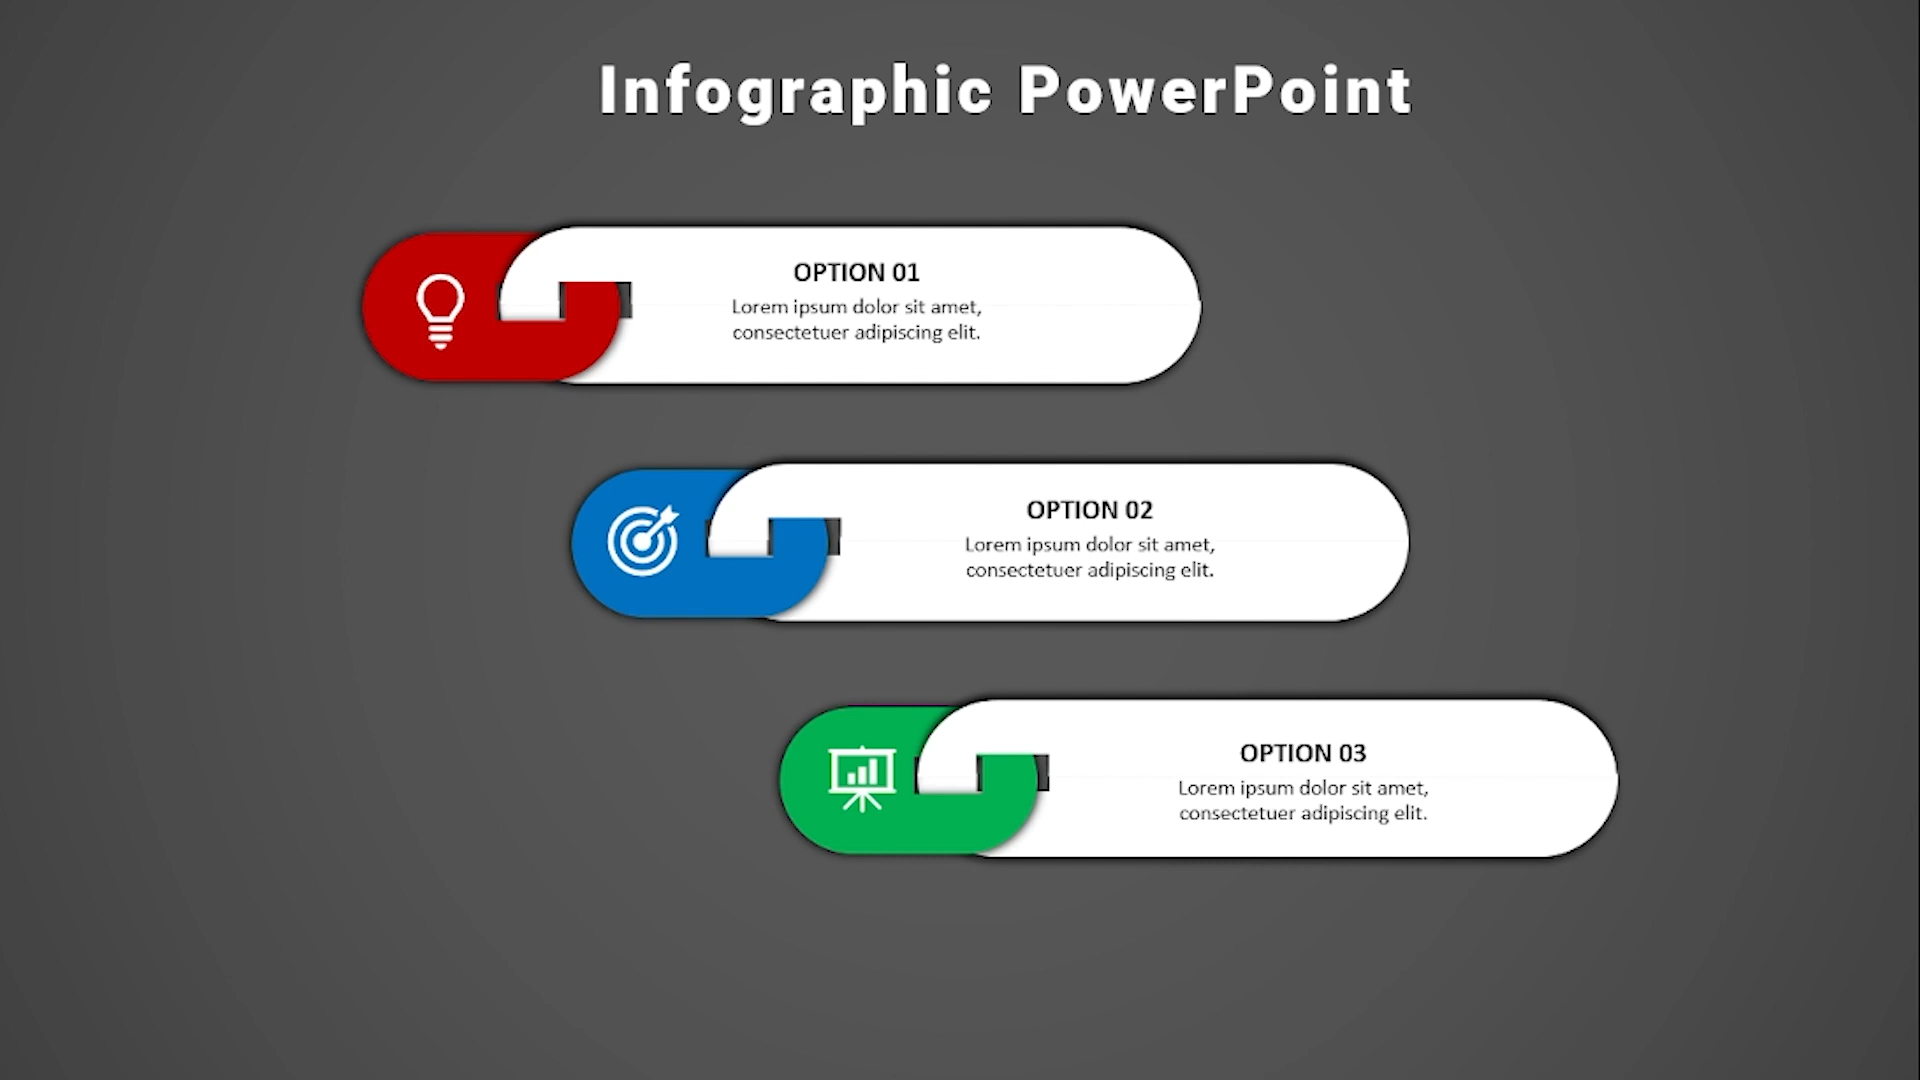 Infographic PowerPoint
OPTION 01
Lorem ipsum dolor sit amet,
consectetuer adipiscing elit.
OPTION 02
Lorem ipsum dolor sit amet,
consectetuer adipiscing elit.
OPTION 03
Lorem ipsum dolor sit amet,
consectetuer adipiscing elit.